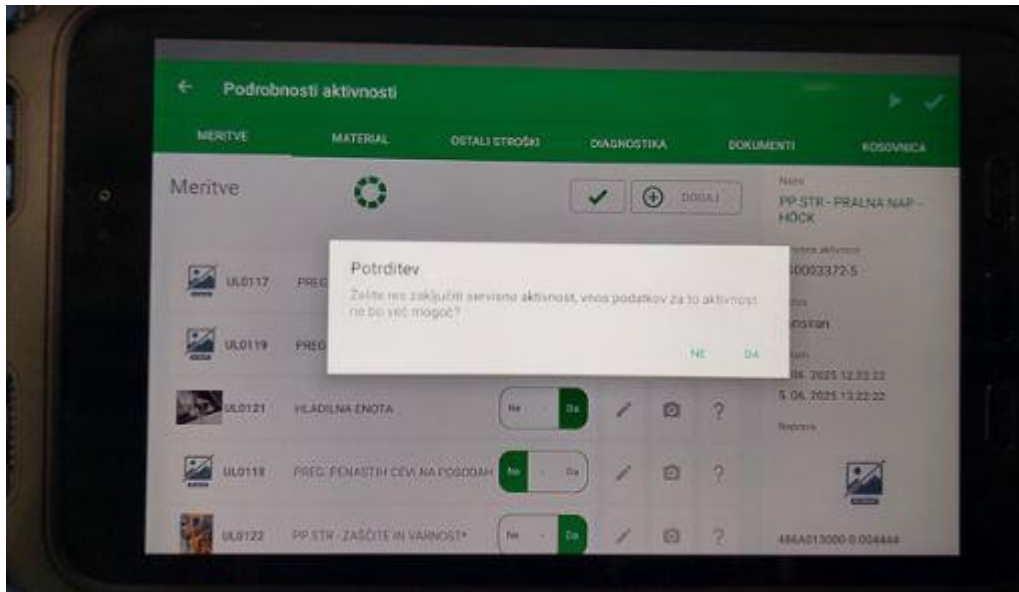 Podrobnosti aktivnosti
MERITVE MATERIAL OSTALI STROŠKI DIAGNOSTIKA DOKUMENTI KOSOVNICA
Meritve
DODAJ
Naziv
PP STR - PRALNA NAP -
HOCK
UL0117 PREG
Potrditev
Želite res zaključiti servisno aktivnost, vnos podatkov za to aktivnost
ne bo več mogoč?
NE DA
UL0119 PREG
5. 06. 2025 13:22:22
UL0121 HLADILNA ENOTA Ne - Da ?
Naprava
UL0118 PREG. PENASTIH CEVI NA POSODAH Ne - Da ?
UL0122 PP STR - ZAŠČITE IN VARNOST* Ne - Da ?